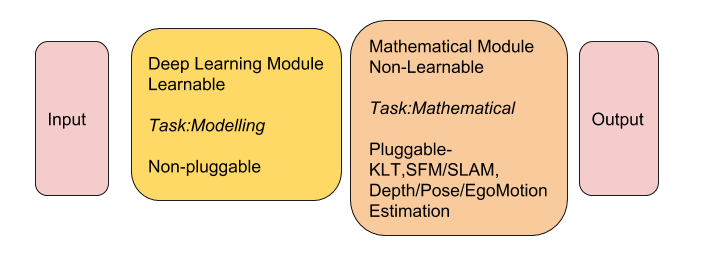 Input
Deep Learning Module
Learnable
Task:Modelling
Non-pluggable
Mathematical Module
Non-Learnable
Task:Mathematical
Pluggable-
KLT,SFM/SLAM,
Depth/Pose/EgoMotion
Estimation
Output